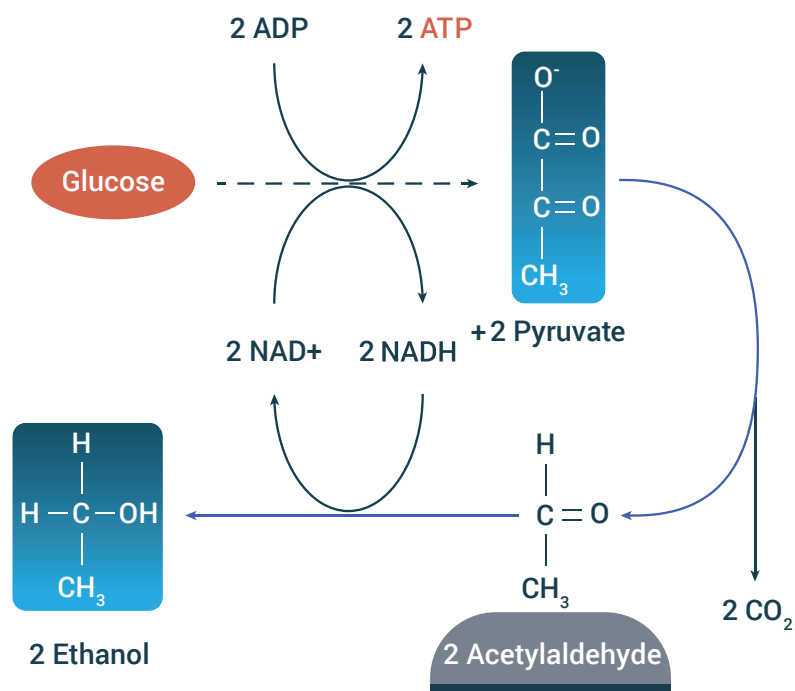 2 ADP 2 ATP
Glucose
O-
C=O
C=O
CH3
+2 Pyruvate
2 NAD+ 2 NADH
H
H-C-OH
CH3
2 Ethanol
H
C=O
CH3
2 Acetylaldehyde
2 CO2